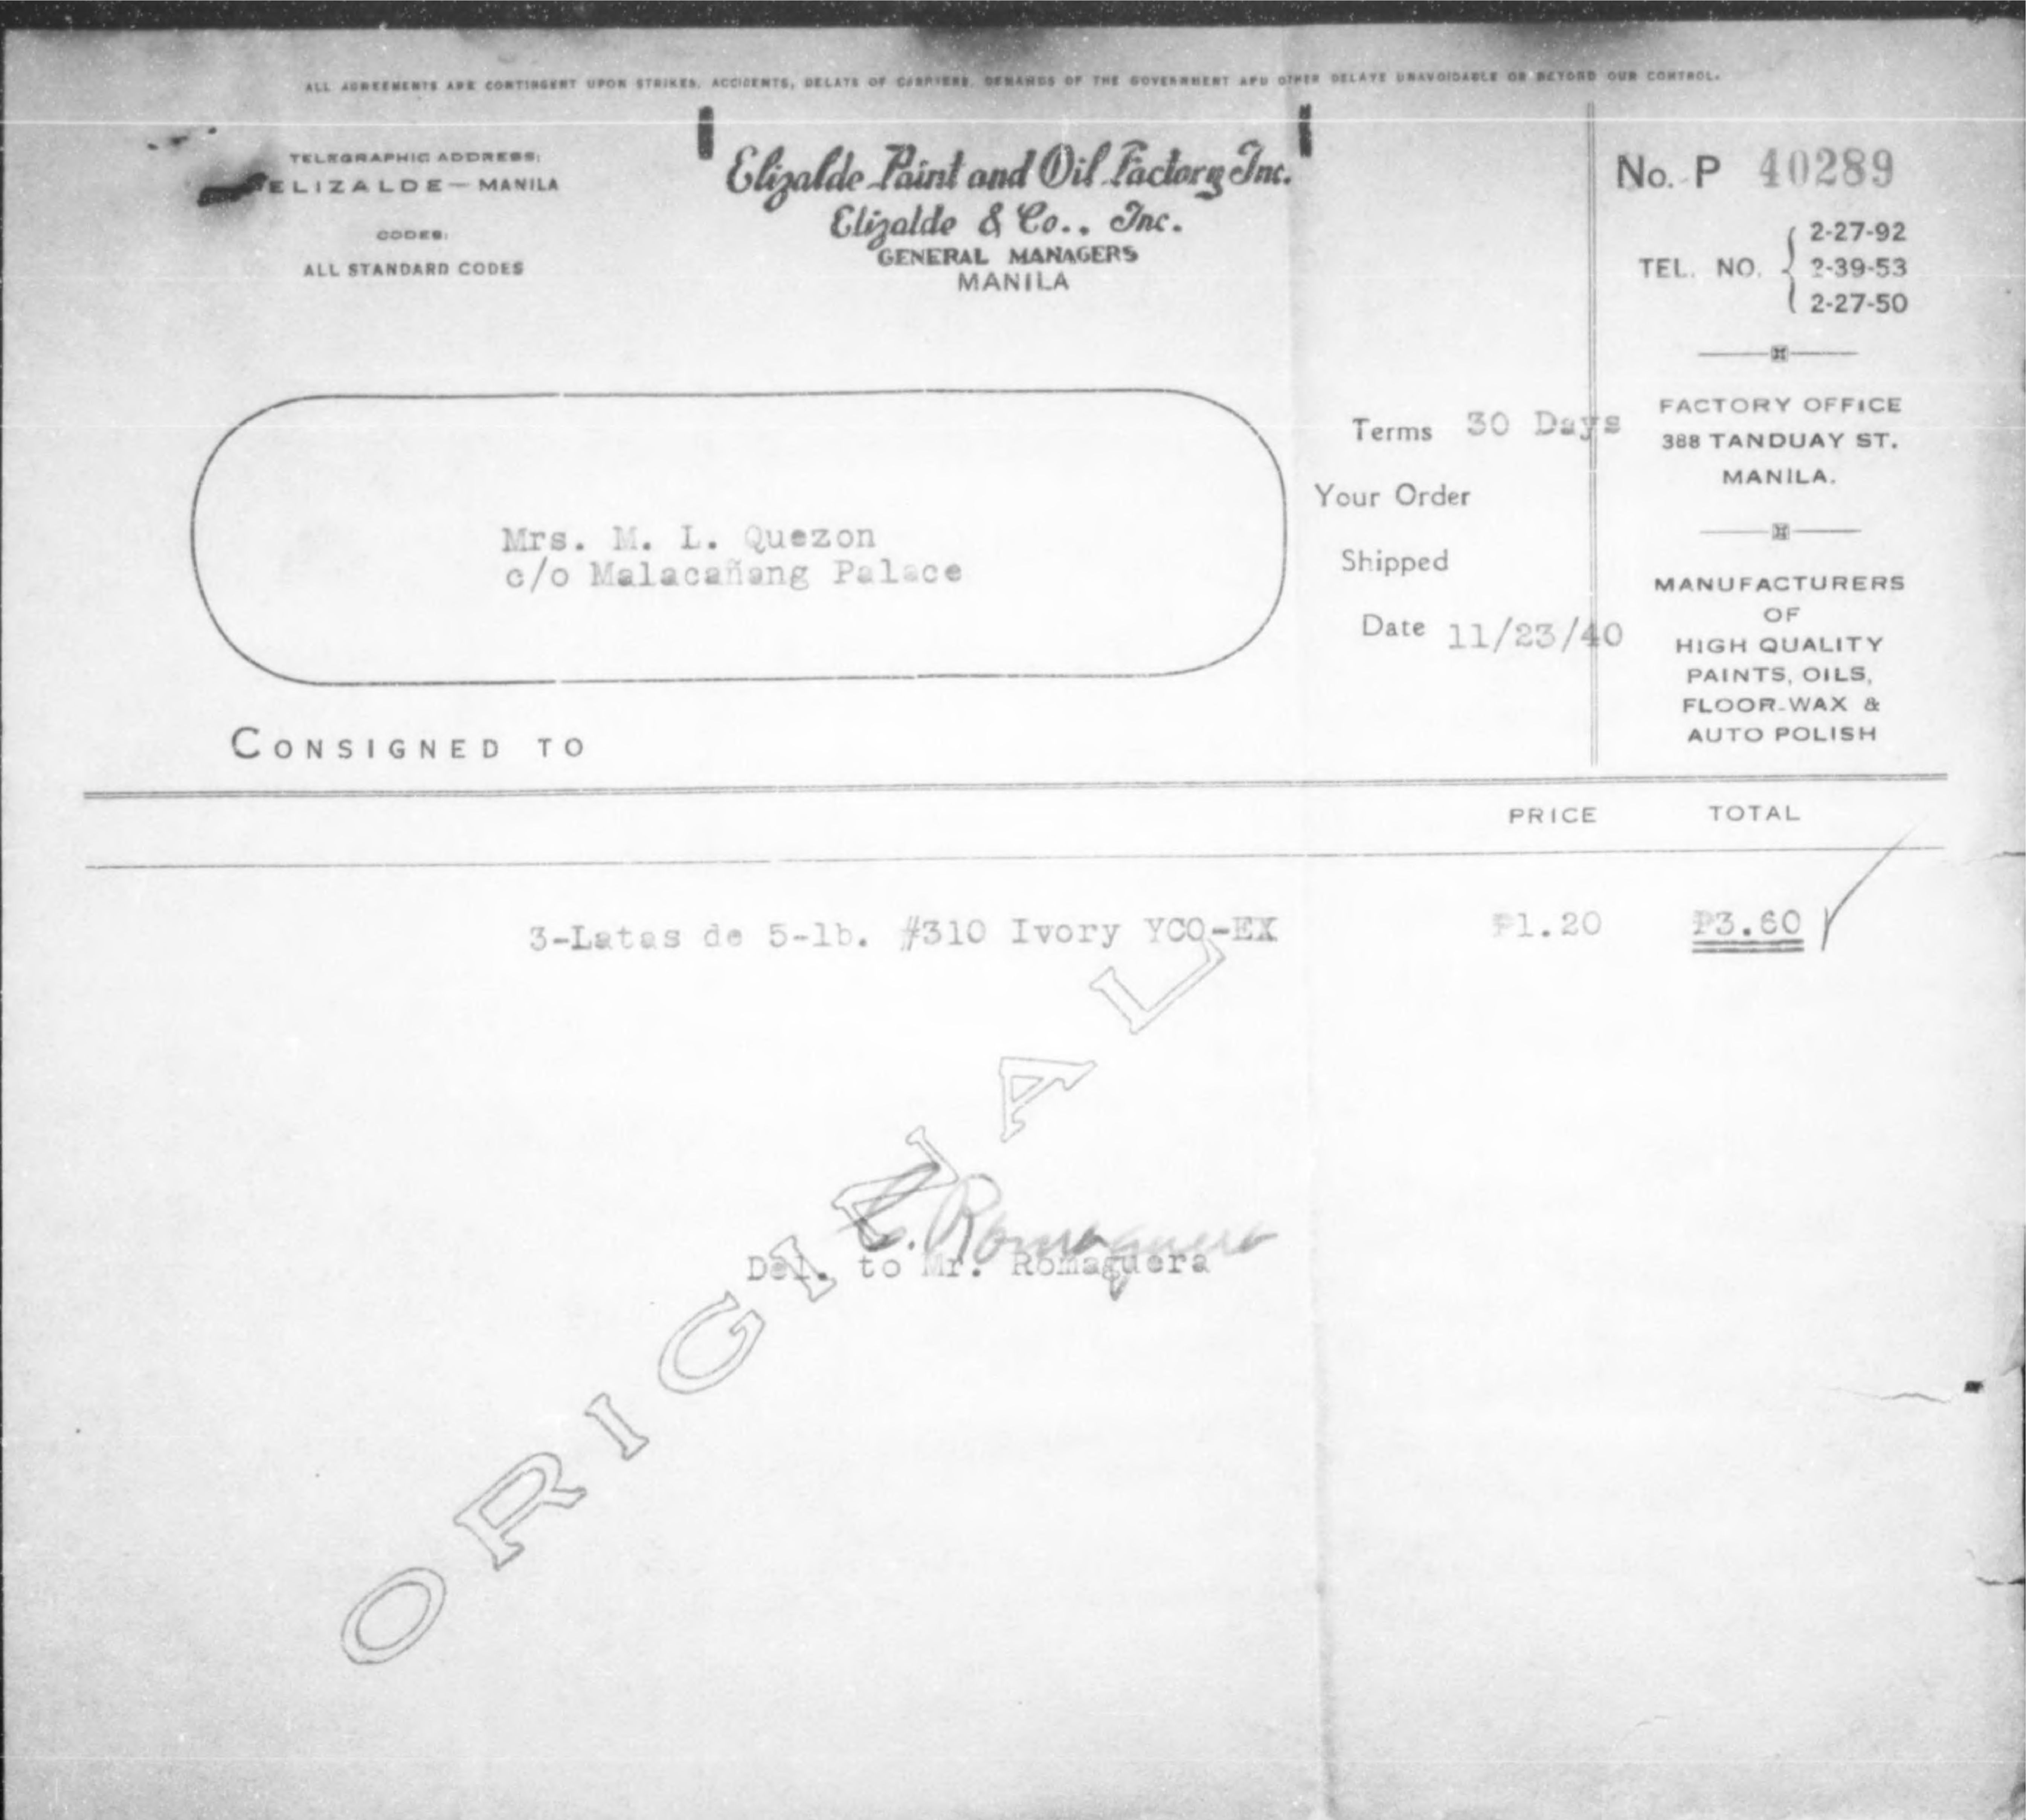 ALL AGREEMENTS ARE CONTINGENT UPON STRIKES, ACCIDENTS, DELAYS OF CARRIERS, DEMANDS OF THE GOVERNMENT AND OTHER DELAYS UNAVOIDABLE OR BEYOND OUR CONTROL.
TELEGRAPHIC ADDRESS:
ELIZALDE—MANILA
CODES:
ALL STANDARD CODES
Elizalde Paint and Oil Factory Inc.
Elizalde & Co., Inc.
GENERAL MANAGERS
MANILA
No. P 40289
TEL. NO.
2-27-92
2-39-53
2-27-50
FACTORY OFFICE
388 TANDUAY ST.
MANILA.
MANUFACTURERS
OF
HIGH QUALITY
PAINTS, OILS,
FLOOR-WAX &
AUTO POLISH
Mrs. M. L. Quezon
c/o Malacañang Palace
Terms 30 Days
Your Order
Shipped
Date 11/23/40
CONSIGNED TO
PRICE TOTAL
3-Latas de 5-lb. #310 Ivory YCO-EX ₱1.20 ₱3.60
ORIGINAL
C. Romaguera
Del. to Mr. Romaguera